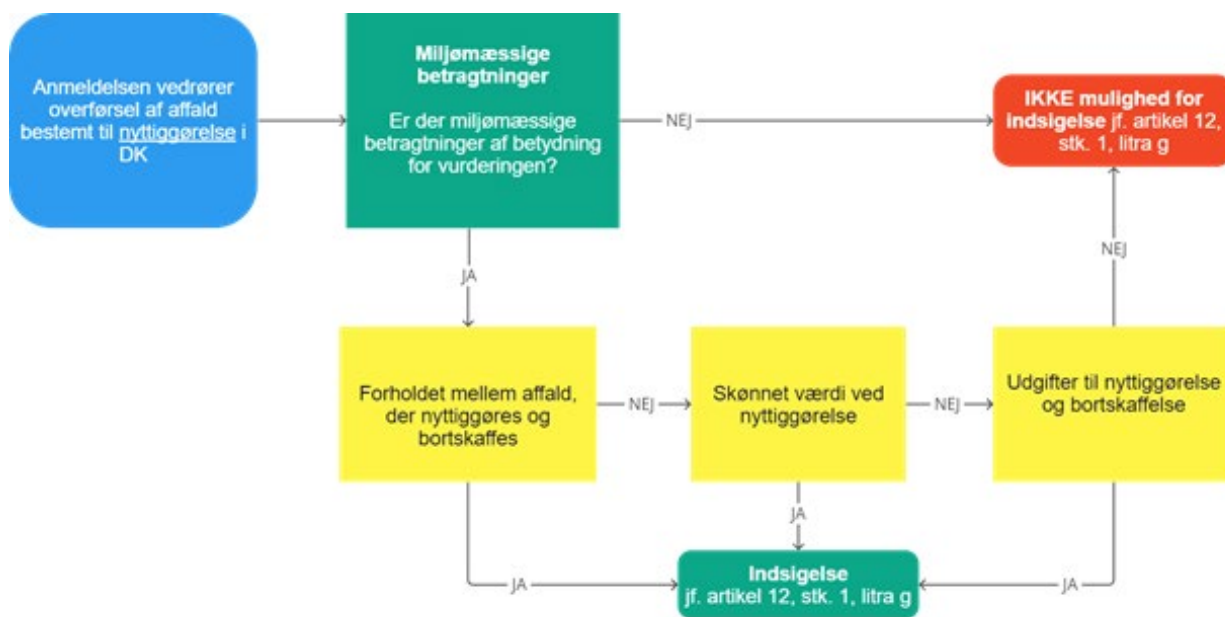 Anmeldelsen vedrører
overførsel af affald
bestemt til nyttiggørelse i
DK
Miljømæssige
betragtninger
Er der miljømæssige
betragtninger af betydning
for vurderingen?
NEJ
IKKE mulighed for
indsigelse jf. artikel 12,
stk. 1, litra g
JA
NEJ
Forholdet mellem affald,
der nyttiggøres og
bortskaffes
NEJ
Skønnet værdi ved
nyttiggørelse
NEJ
Udgifter til nyttiggørelse
og bortskaffelse
JA
JA
JA
Indsigelse
jf. artikel 12, stk. 1, litra g